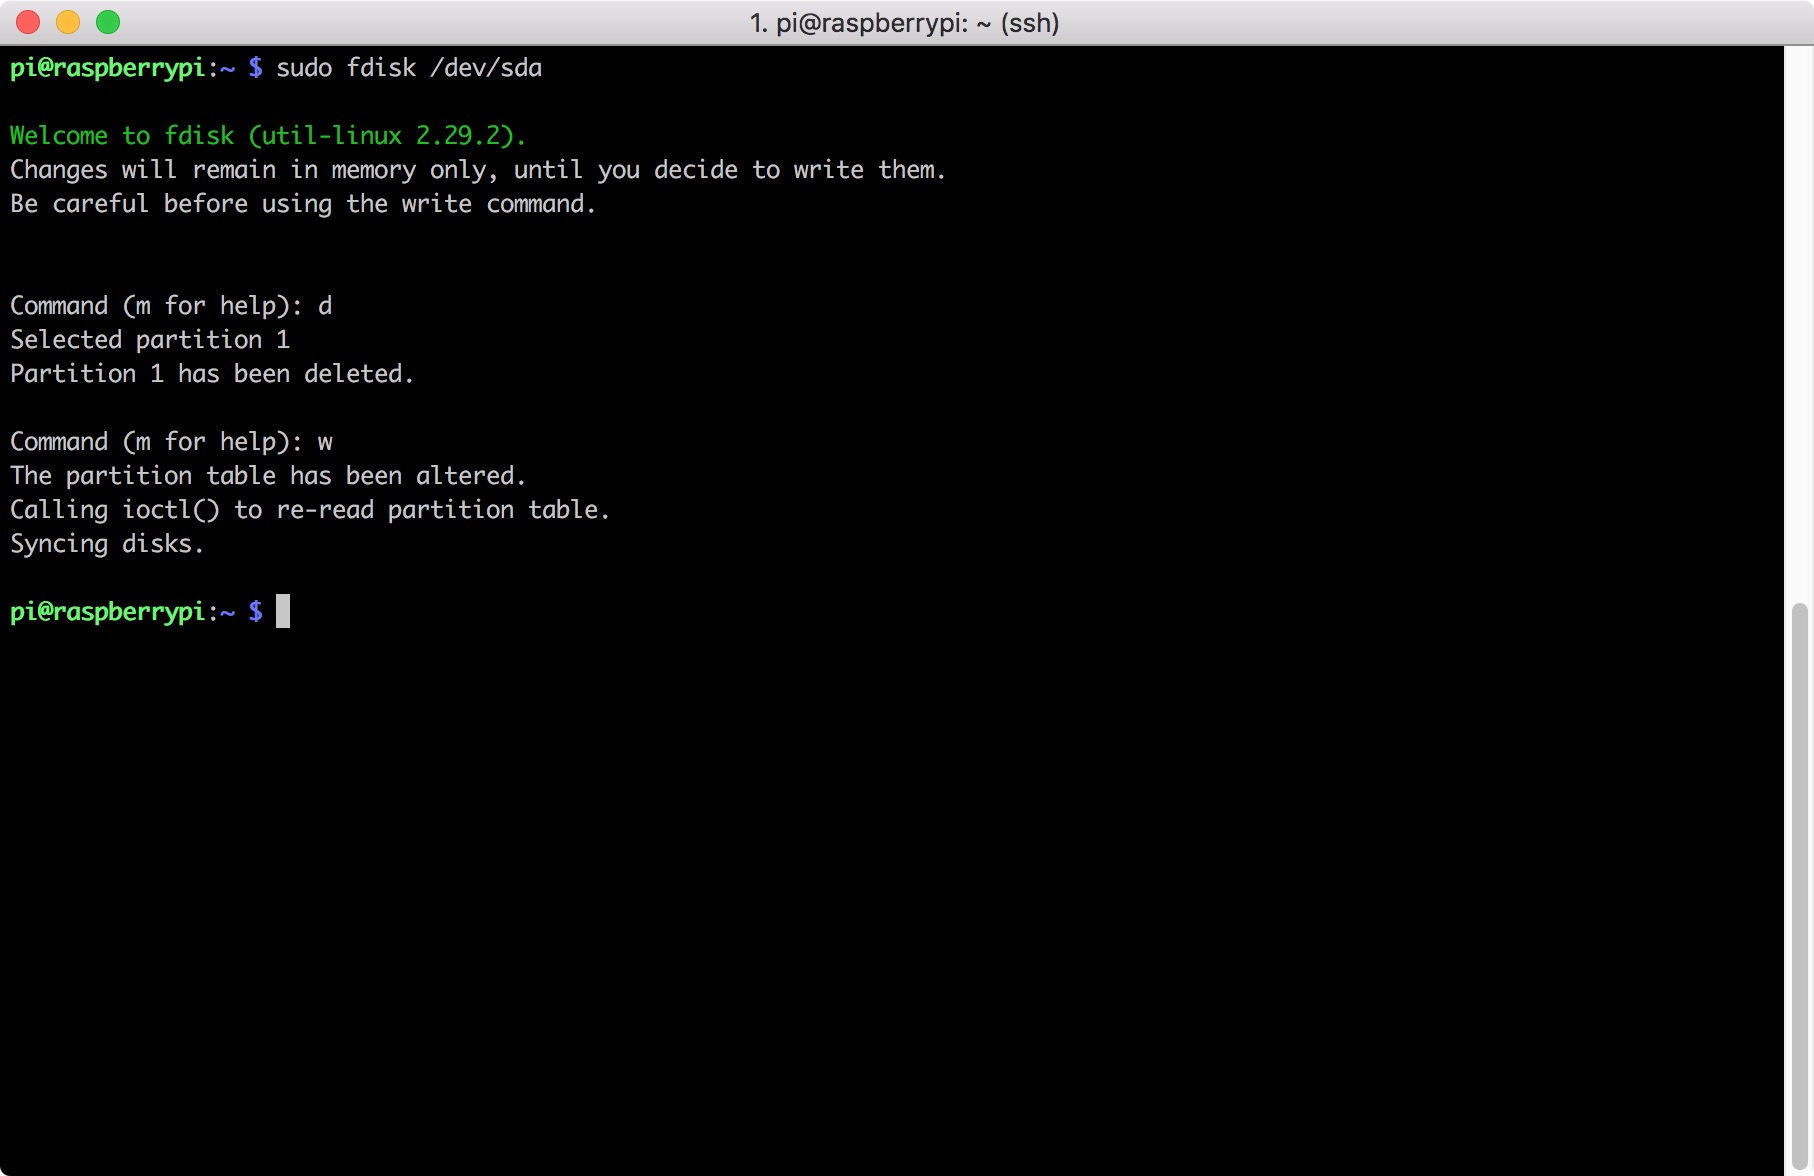 1. pi@raspberrypi: ~ (ssh)
pi@raspberrypi:~ $ sudo fdisk /dev/sda
Welcome to fdisk (util-linux 2.29.2).
Changes will remain in memory only, until you decide to write them.
Be careful before using the write command.
Command (m for help): d
Selected partition 1
Partition 1 has been deleted.
Command (m for help): w
The partition table has been altered.
Calling ioctl() to re-read partition table.
Syncing disks.
pi@raspberrypi:~ $